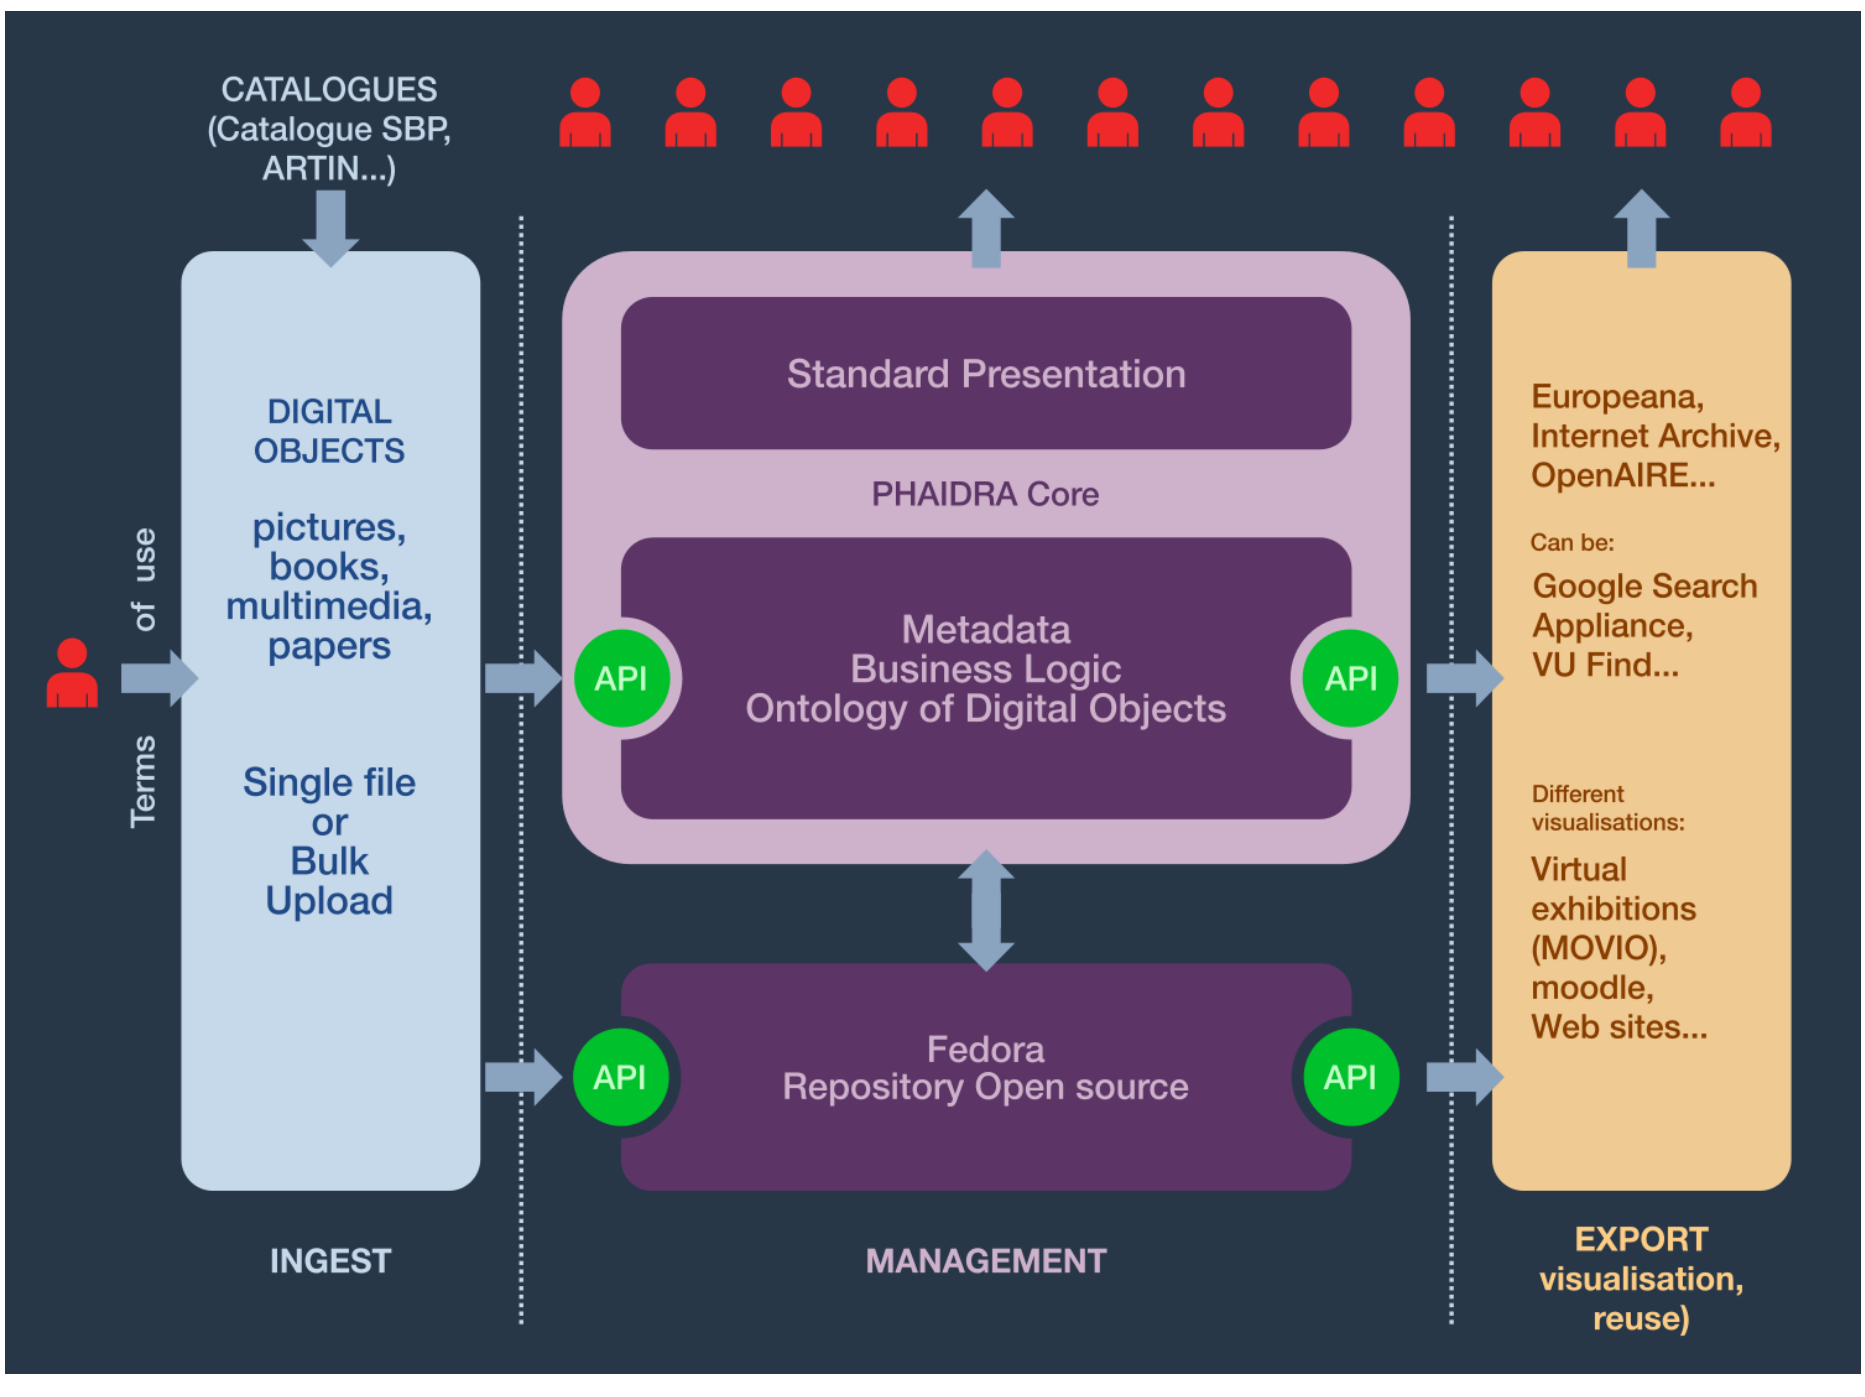 CATALOGUES
(Catalogue SBP,
ARTIN...)
Terms of use
DIGITAL
OBJECTS
pictures,
books,
multimedia,
papers
Single file
or
Bulk
Upload
INGEST
Standard Presentation
PHAIDRA Core
API
Metadata
Business Logic
Ontology of Digital Objects
API
API
Fedora
Repository Open source
API
MANAGEMENT
Europeana,
Internet Archive,
OpenAIRE...
Can be:
Google Search
Appliance,
VU Find...
Different
visualisations:
Virtual
exhibitions
(MOVIO),
moodle,
Web sites...
EXPORT
visualisation,
reuse)